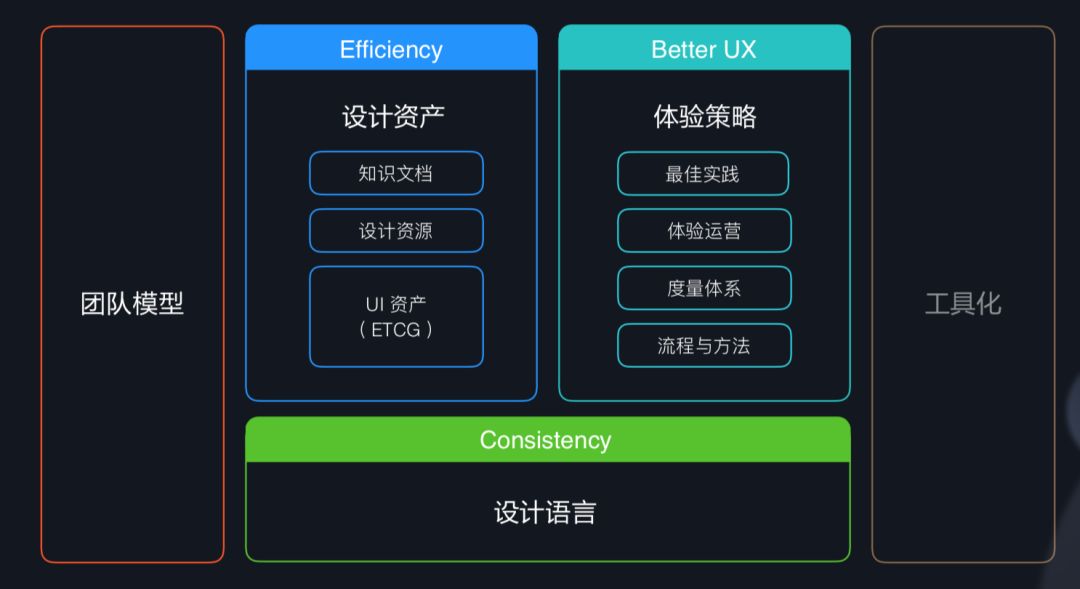 团队模型
Efficiency
设计资产
知识文档
设计资源
UI 资产
（ ETCG ）
Better UX
体验策略
最佳实践
体验运营
度量体系
流程与方法
Consistency
设计语言
工具化